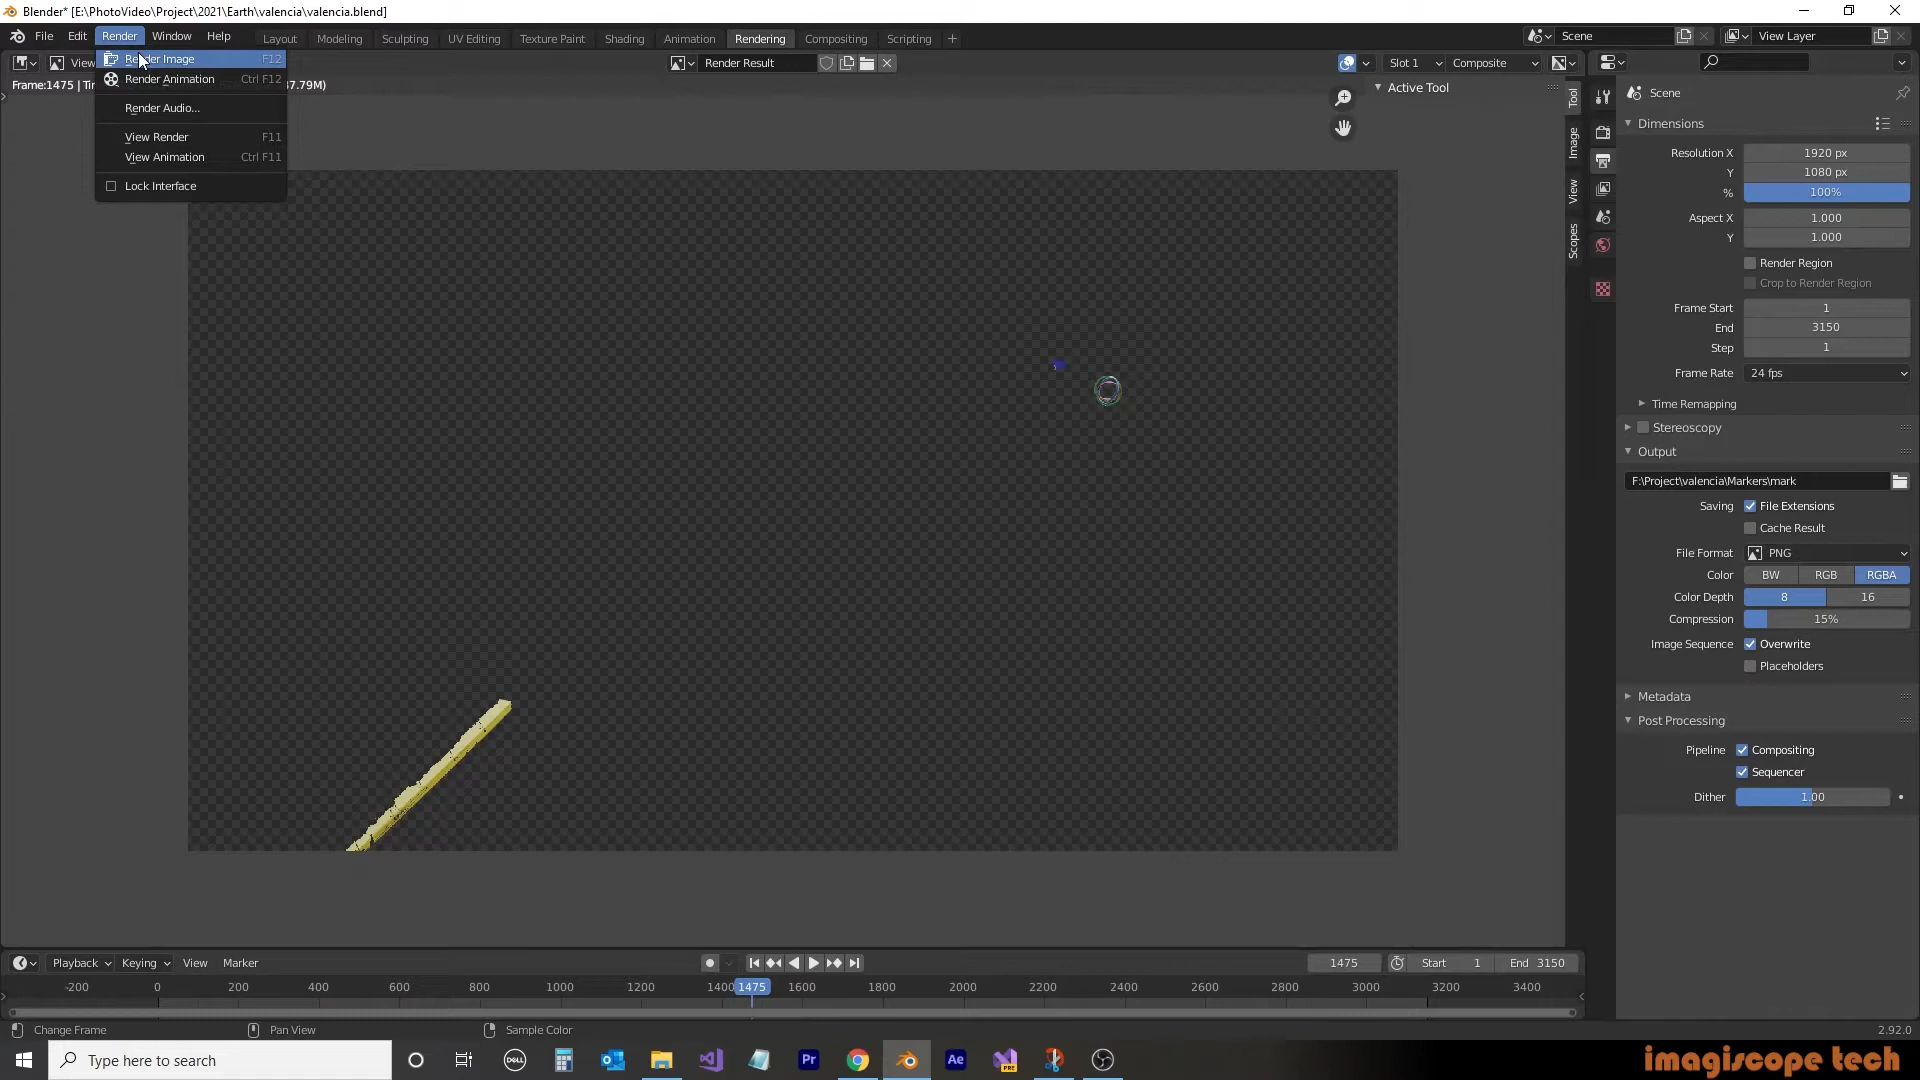 Blender* [E:\PhotoVideo\Project\2021\Earth\valencia\valencia.blend]
File Edit Render Window Help Layout Modeling Sculpting UV Editing Texture Paint Shading Animation Rendering Compositing Scripting + Scene View Layer
View Render Result Slot 1 Composite
Render Image F12
Render Animation Ctrl F12
Render Audio...
View Render F11
View Animation Ctrl F11
Lock Interface
Frame:1475 | 37.79M)
Active Tool
Tool
Image
View
Scopes
Scene
Dimensions
Resolution X 1920 px
Y 1080 px
% 100%
Aspect X 1.000
Y 1.000
Render Region
Crop to Render Region
Frame Start 1
End 3150
Step 1
Frame Rate 24 fps
Time Remapping
Stereoscopy
Output
F:\Project\valencia\Markers\mark
Saving File Extensions
Cache Result
File Format PNG
Color BW RGB RGBA
Color Depth 8 16
Compression 15%
Image Sequence Overwrite
Placeholders
Metadata
Post Processing
Pipeline Compositing
Sequencer
Dither 1.00
Playback Keying View Marker 1475 Start 1 End 3150
-200 0 200 400 600 800 1000 1200 1400 1475 1600 1800 2000 2200 2400 2600 2800 3000 3200 3400
Change Frame Pan View Sample Color 2.92.0
Type here to search
DELL
Pr
Ae
PRE
imagiscope tech